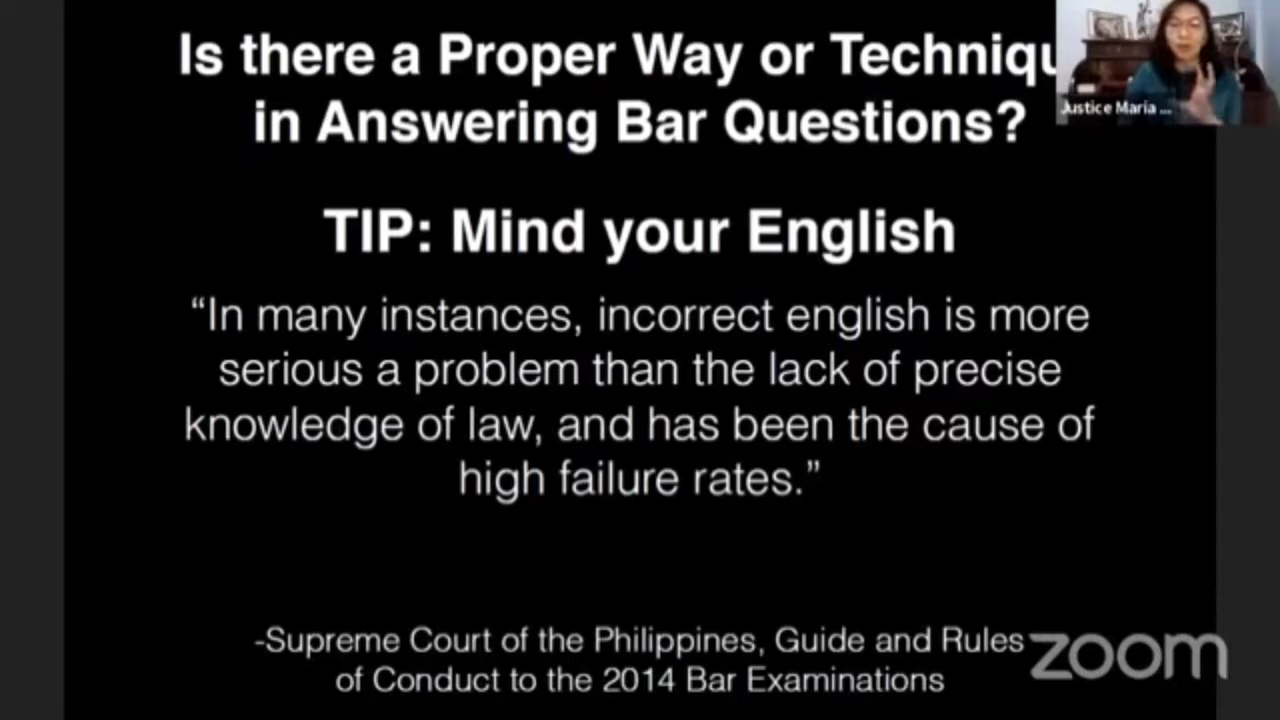 Is there a Proper Way or Techniqu
in Answering Bar Questions?
Justice Maria ...
TIP: Mind your English
“In many instances, incorrect english is more
serious a problem than the lack of precise
knowledge of law, and has been the cause of
high failure rates.”
-Supreme Court of the Philippines, Guide and Rules
of Conduct to the 2014 Bar Examinations
zoom